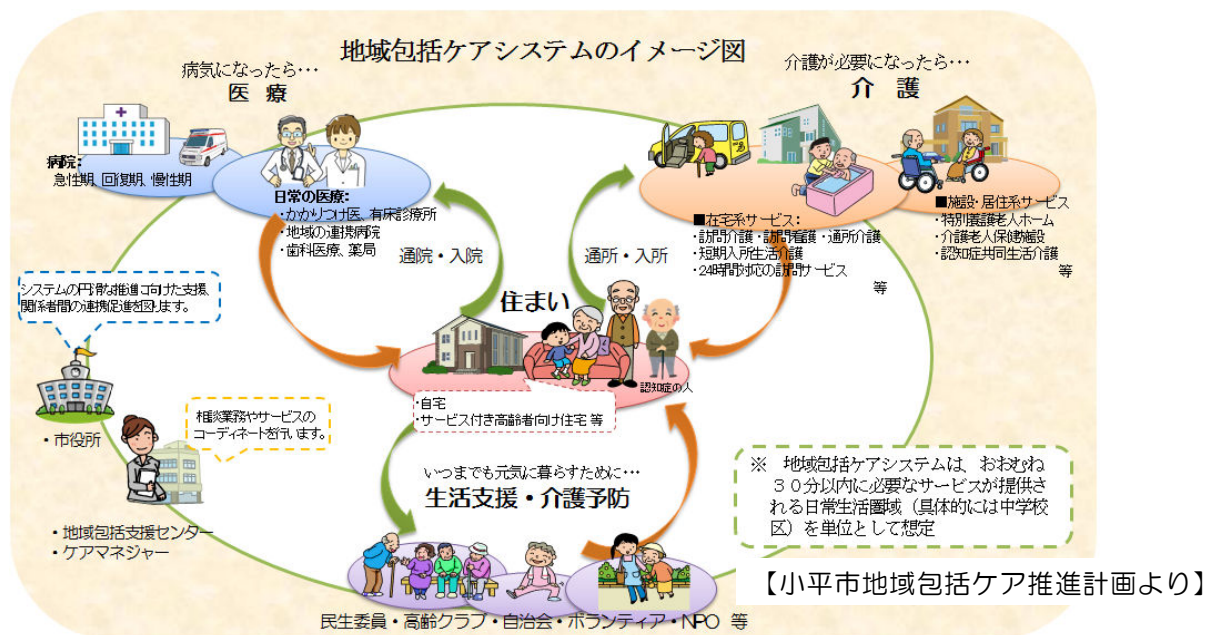 地域包括ケアシステムのイメージ図
病気になったら…
医 療
介護が必要になったら…
介 護
病院:
急性期、回復期、慢性期
日常の医療:
・かかりつけ医、有床診療所
・地域の連携病院
・歯科医療、薬局
通院・入院
通所・入所
■在宅系サービス:
・訪問介護・訪問看護・通所介護
・短期入所生活介護
・24時間対応の訪問サービス
等
■施設・居住系サービス
・特別養護老人ホーム
・介護老人保健施設
・認知症共同生活介護
等
システムの円滑な推進に向けた支援、
関係者間の連携促進を図ります。
・市役所
住まい
認知症の人
・自宅
・サービス付き高齢者向け住宅 等
相談業務やサービスの
コーディネートを行います。
・地域包括支援センター
・ケアマネジャー
いつまでも元気に暮らすために…
生活支援・介護予防
民生委員・高齢クラブ・自治会・ボランティア・NPO 等
※ 地域包括ケアシステムは、おおむね
30分以内に必要なサービスが提供さ
れる日常生活圏域(具体的には中学校
区)を単位として想定
【小平市地域包括ケア推進計画より】